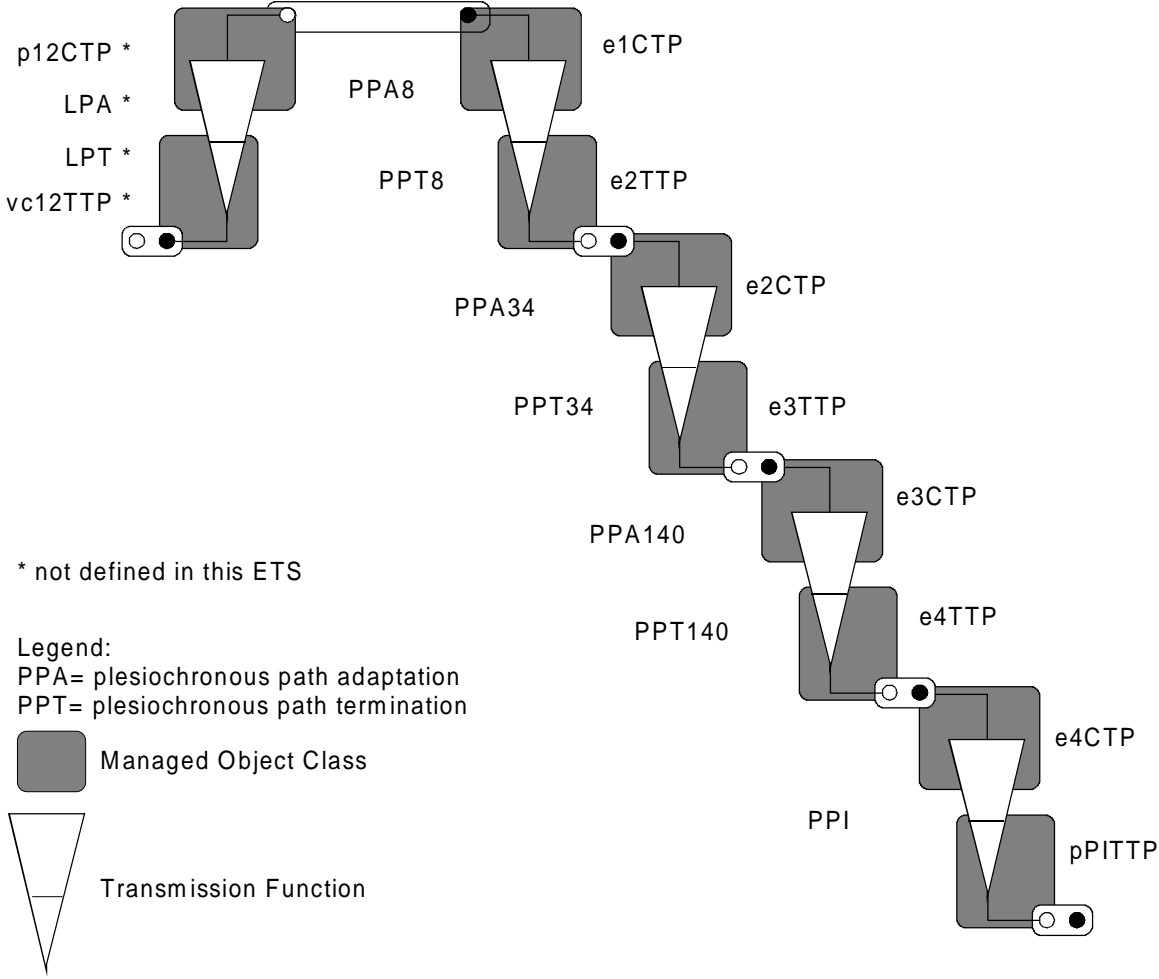 p12CTP *
e1CTP
PPA8
LPA *
LPT *
PPT8
e2TTP
vc12TTP *
e2CTP
PPA34
PPT34
e3TTP
e3CTP
PPA140
* not defined in this ETS
e4TTP
PPT140
Legend:
PPA= plesiochronous path adaptation
PPT= plesiochronous path termination
e4CTP
Managed Object Class
PPI
pPITTP
Transmission Function